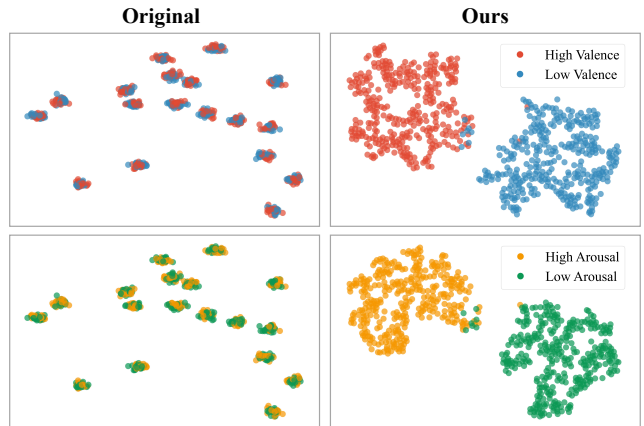 Original
Ours
High Valence
Low Valence
High Arousal
Low Arousal